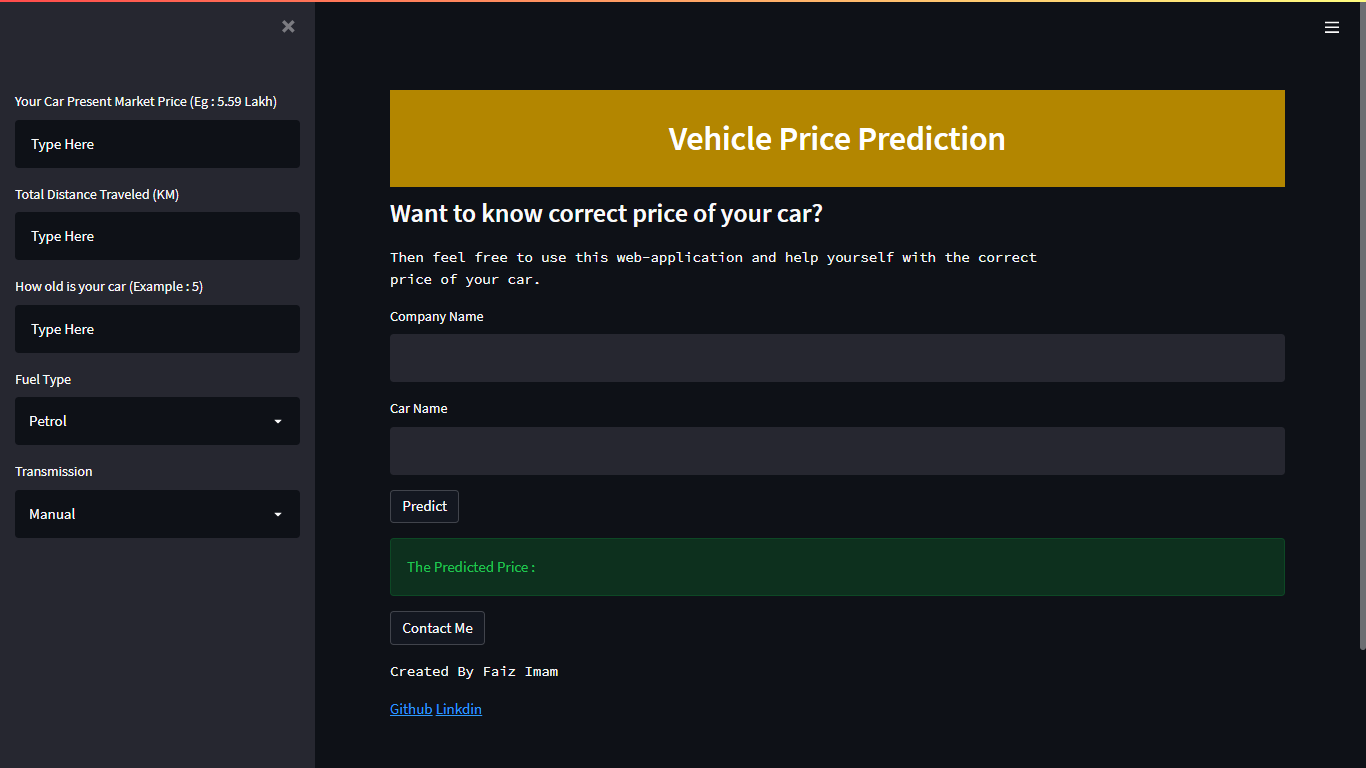 Your Car Present Market Price (Eg : 5.59 Lakh)
Type Here
Total Distance Traveled (KM)
Type Here
How old is your car (Example : 5)
Type Here
Fuel Type
Petrol
Transmission
Manual
Vehicle Price Prediction
Want to know correct price of your car?
Then feel free to use this web-application and help yourself with the correct
price of your car.
Company Name
Car Name
Predict
The Predicted Price :
Contact Me
Created By Faiz Imam
Github Linkdin